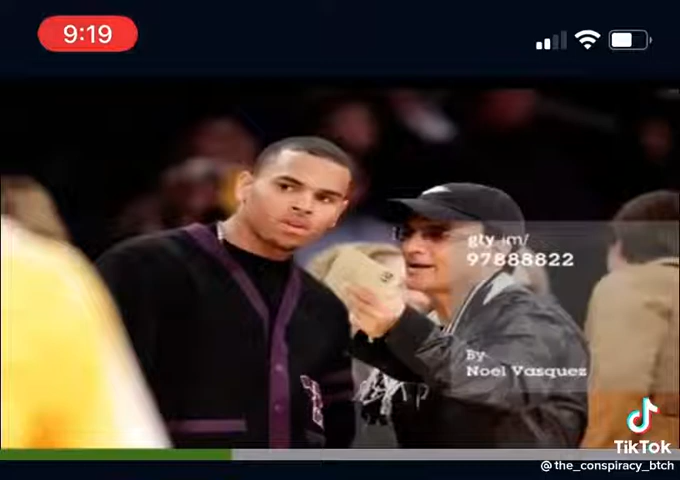 9:19
gty.im/
97888822
By
Noel Vasquez
TikTok
@the_conspiracy_btch